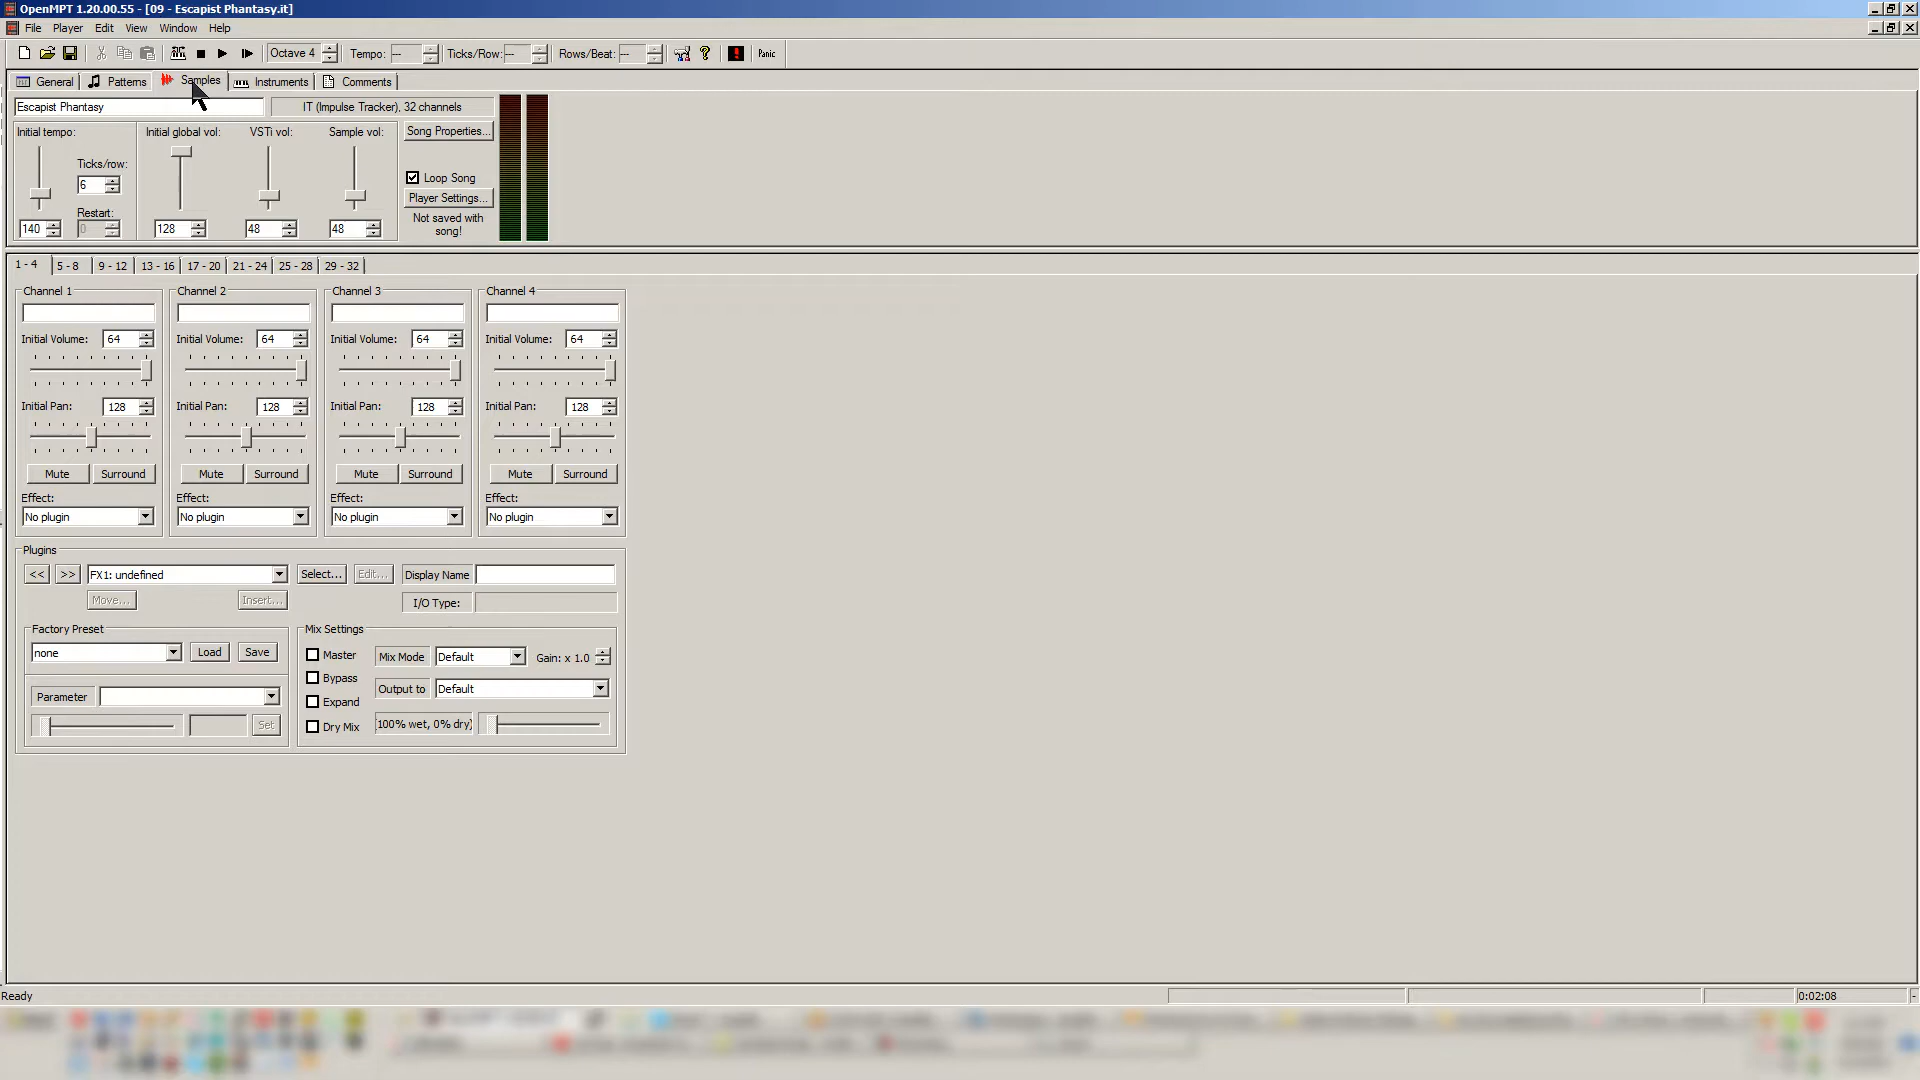 OpenMPT 1.20.00.55 - [09 - Escapist Phantasy.it]
File Player Edit View Window Help
Octave 4 Tempo: --- Ticks/Row: --- Rows/Beat: --- Panic
General Patterns Samples Instruments Comments
Escapist Phantasy IT (Impulse Tracker), 32 channels
Initial tempo: Initial global vol: VSTi vol: Sample vol: Song Properties...
Ticks/row:
6
Loop Song
Player Settings...
Restart:
0
Not saved with
song!
140 128 48 48
1 - 4 5 - 8 9 - 12 13 - 16 17 - 20 21 - 24 25 - 28 29 - 32
Channel 1 Channel 2 Channel 3 Channel 4
Initial Volume: 64 Initial Volume: 64 Initial Volume: 64 Initial Volume: 64
Initial Pan: 128 Initial Pan: 128 Initial Pan: 128 Initial Pan: 128
Mute Surround Mute Surround Mute Surround Mute Surround
Effect: Effect: Effect: Effect:
No plugin No plugin No plugin No plugin
Plugins
<< >> FX1: undefined Select... Edit... Display Name
Move... Insert... I/O Type:
Factory Preset Mix Settings
none Load Save Master Mix Mode Default Gain: x 1.0
Bypass
Output to Default
Parameter Expand
Set Dry Mix (100% wet, 0% dry)
Ready 0:02:08